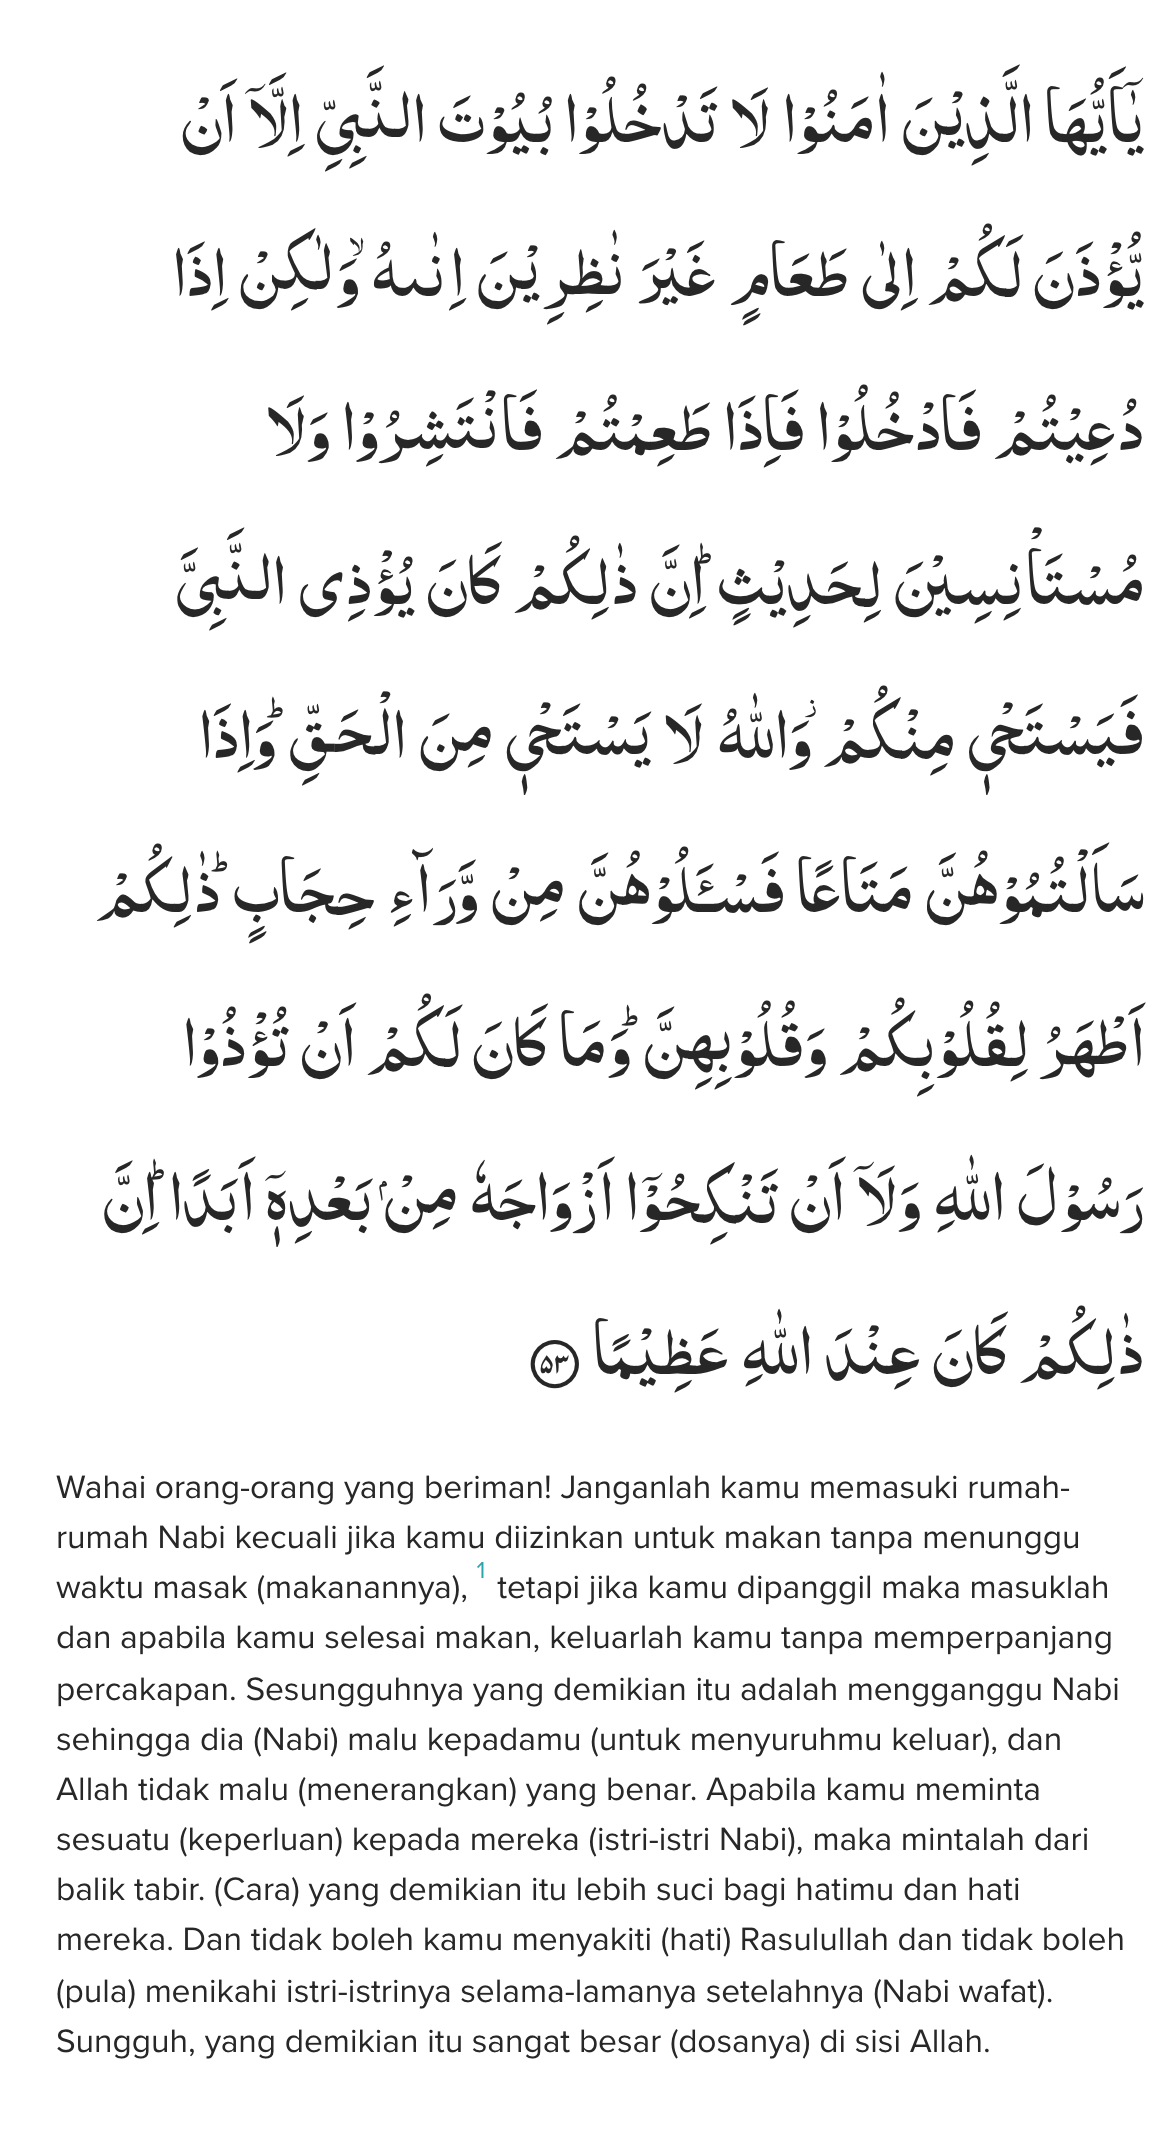 يٰٓاَيُّهَا الَّذِيْنَ اٰمَنُوْا لَا تَدْخُلُوْا بُيُوْتَ النَّبِيِّ اِلَّآ اَنْ
يُّؤْذَنَ لَكُمْ اِلٰى طَعَامٍ غَيْرَ نٰظِرِيْنَ اِنٰىهُ وَلٰكِنْ ۙاِذَا
دُعِيْتُمْ فَادْخُلُوْا فَاِذَا طَعِمْتُمْ فَانْتَشِرُوْا وَلَا
مُسْتَأْنِسِيْنَ لِحَدِيْثٍ ۗاِنَّ ذٰلِكُمْ كَانَ يُؤْذِى النَّبِيَّ
فَيَسْتَحْيٖ مِنْكُمْ ۖوَاللّٰهُ لَا يَسْتَحْيٖ مِنَ الْحَقِّ ۗوَاِذَا
سَاَلْتُمُوْهُنَّ مَتَاعًا فَسْـَٔلُوْهُنَّ مِنْ وَّرَاۤءِ حِجَابٍ ۗذٰلِكُمْ
اَطْهَرُ لِقُلُوْبِكُمْ وَقُلُوْبِهِنَّ ۗوَمَا كَانَ لَكُمْ اَنْ تُؤْذُوْا
رَسُوْلَ اللّٰهِ وَلَآ اَنْ تَنْكِحُوْٓا اَزْوَاجَهٗ مِنْۢ بَعْدِهٖٓ اَبَدًا ۗاِنَّ
ذٰلِكُمْ كَانَ عِنْدَ اللّٰهِ عَظِيْمًا ۝٥٣
Wahai orang-orang yang beriman! Janganlah kamu memasuki rumah-
rumah Nabi kecuali jika kamu diizinkan untuk makan tanpa menunggu
waktu masak (makanannya), 1 tetapi jika kamu dipanggil maka masuklah
dan apabila kamu selesai makan, keluarlah kamu tanpa memperpanjang
percakapan. Sesungguhnya yang demikian itu adalah mengganggu Nabi
sehingga dia (Nabi) malu kepadamu (untuk menyuruhmu keluar), dan
Allah tidak malu (menerangkan) yang benar. Apabila kamu meminta
sesuatu (keperluan) kepada mereka (istri-istri Nabi), maka mintalah dari
balik tabir. (Cara) yang demikian itu lebih suci bagi hatimu dan hati
mereka. Dan tidak boleh kamu menyakiti (hati) Rasulullah dan tidak boleh
(pula) menikahi istri-istrinya selama-lamanya setelahnya (Nabi wafat).
Sungguh, yang demikian itu sangat besar (dosanya) di sisi Allah.